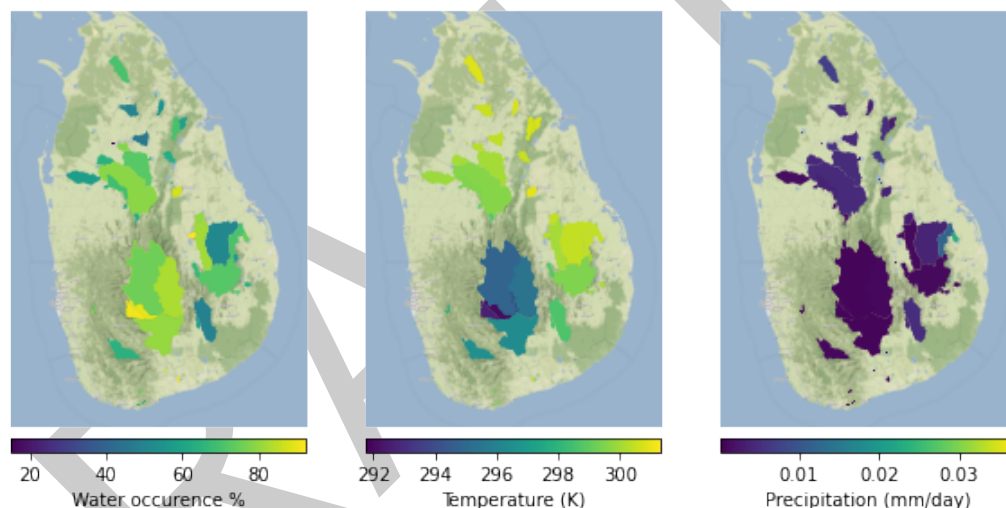 20 40 60 80
Water occurence %
292 294 296 298 300
Temperature (K)
0.01 0.02 0.03
Precipitation (mm/day)